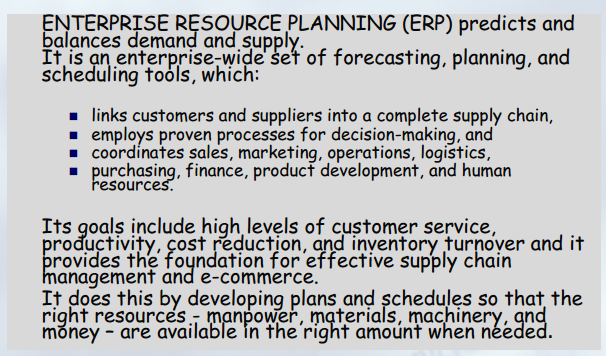 ENTERPRISE RESOURCE PLANNING (ERP) predicts and
balances demand and supply.
It is an enterprise-wide set of forecasting, planning, and
scheduling tools, which:
▪ links customers and suppliers into a complete supply chain,
▪ employs proven processes for decision-making, and
▪ coordinates sales, marketing, operations, logistics,
▪ purchasing, finance, product development, and human
resources.
Its goals include high levels of customer service,
productivity, cost reduction, and inventory turnover and it
provides the foundation for effective supply chain
management and e-commerce.
It does this by developing plans and schedules so that the
right resources - manpower, materials, machinery, and
money – are available in the right amount when needed.